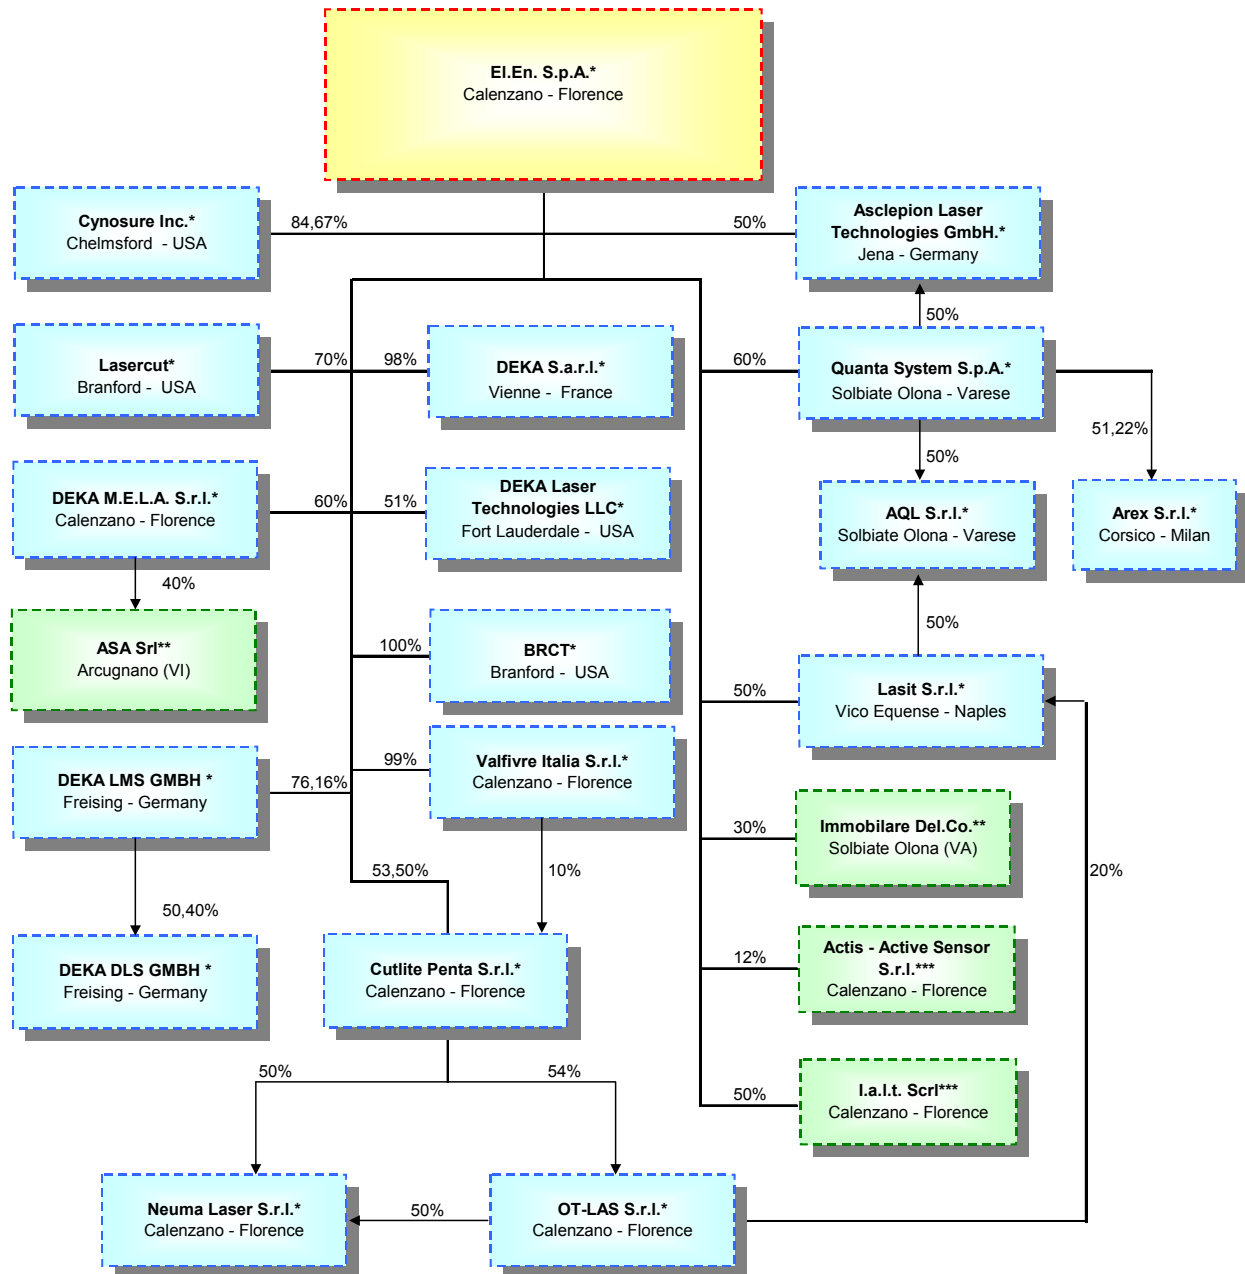 El.En. S.p.A.*
Calenzano - Florence
Cynosure Inc.*
Chelmsford - USA
84,67%
50%
Asclepion Laser
Technologies GmbH.*
Jena - Germany
50%
Lasercut*
Branford - USA
70%
98%
DEKA S.a.r.l.*
Vienne - France
60%
Quanta System S.p.A.*
Solbiate Olona - Varese
51,22%
50%
DEKA M.E.L.A. S.r.l.*
Calenzano - Florence
60%
51%
DEKA Laser
Technologies LLC*
Fort Lauderdale - USA
AQL S.r.l.*
Solbiate Olona - Varese
Arex S.r.l.*
Corsico - Milan
40%
50%
ASA Srl**
Arcugnano (VI)
100%
BRCT*
Branford - USA
50%
Lasit S.r.l.*
Vico Equense - Naples
DEKA LMS GMBH *
Freising - Germany
76,16%
99%
Valfivre Italia S.r.l.*
Calenzano - Florence
30%
Immobilare Del.Co.**
Solbiate Olona (VA)
20%
53,50%
10%
50,40%
DEKA DLS GMBH *
Freising - Germany
Cutlite Penta S.r.l.*
Calenzano - Florence
12%
Actis - Active Sensor
S.r.l.***
Calenzano - Florence
50%
54%
50%
I.a.l.t. Scrl***
Calenzano - Florence
Neuma Laser S.r.l.*
Calenzano - Florence
50%
OT-LAS S.r.l.*
Calenzano - Florence